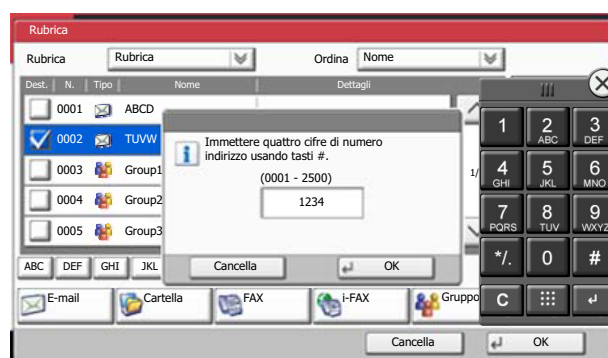 Rubrica
Rubrica Rubrica Ordina Nome
Dest. N. Tipo Nome Dettagli
0001 ABCD
0002 TUVW
0003 Group1
0004 Group2
0005 Group3
Immettere quattro cifre di numero
indirizzo usando tasti #.
(0001 - 2500)
1234
Cancella OK
1/
ABC DEF GHI JKL
E-mail Cartella FAX i-FAX Gruppo
Cancella OK
1 2 3
ABC DEF
4 5 6
GHI JKL MNO
7 8 9
PQRS TUV WXYZ
*/. 0 #
C